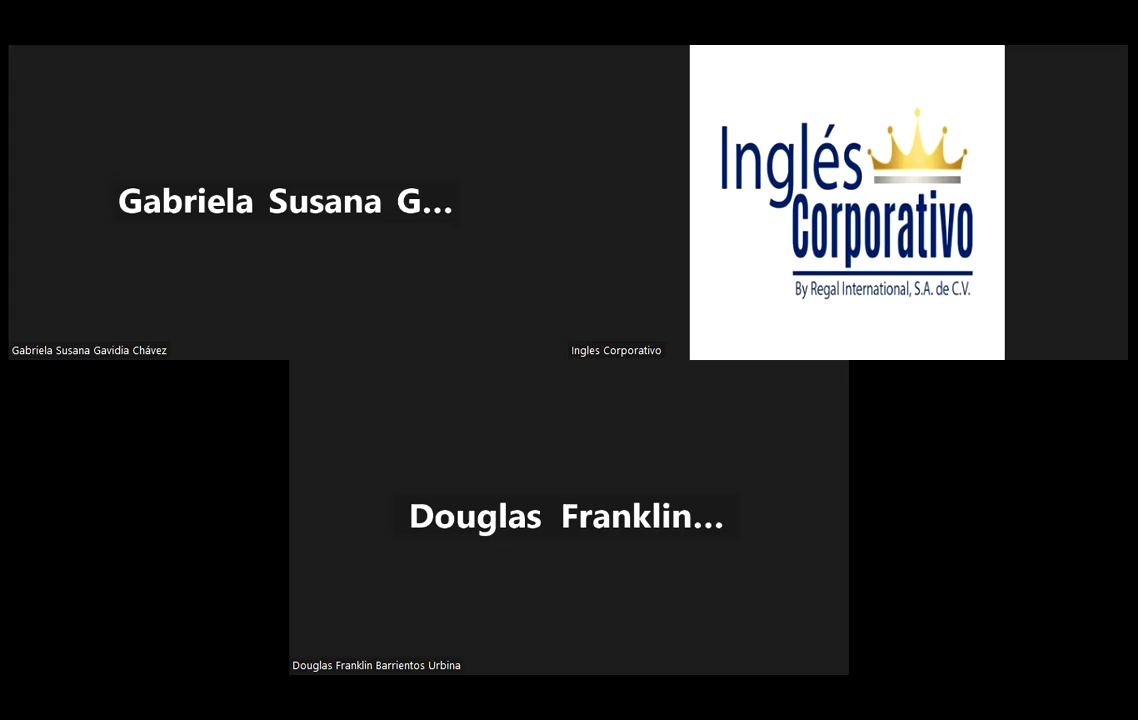 Gabriela Susana G...
Gabriela Susana Gavidia Chávez
Inglés
Corporativo
By Regal International, S.A. de C.V.
Ingles Corporativo
Douglas Franklin...
Douglas Franklin Barrientos Urbina